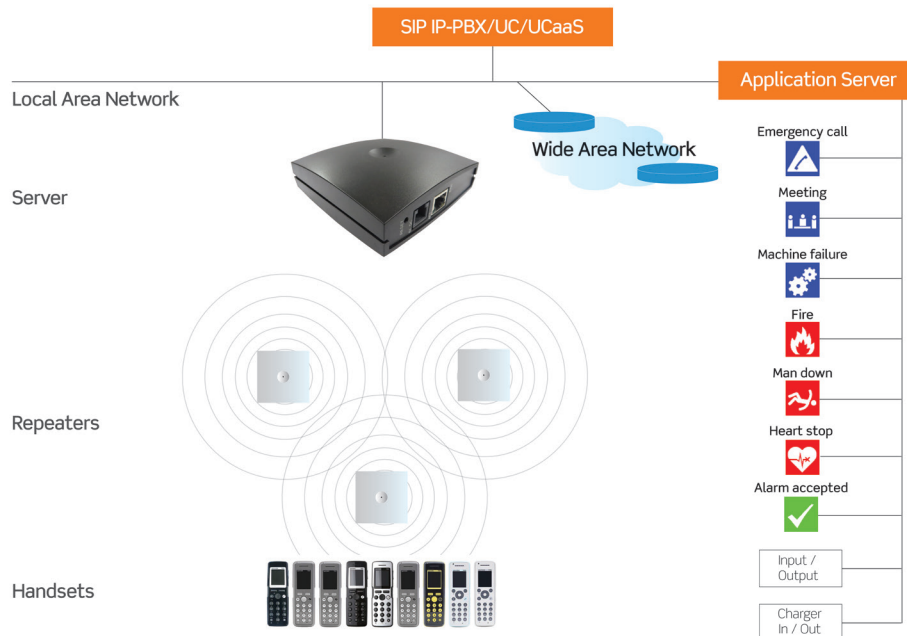 SIP IP-PBX/UC/UCaaS
Application Server
Local Area Network
Wide Area Network
Server
Emergency call
Meeting
Machine failure
Fire
Man down
Heart stop
Alarm accepted
Repeaters
Input /
Output
Handsets
Charger
In / Out